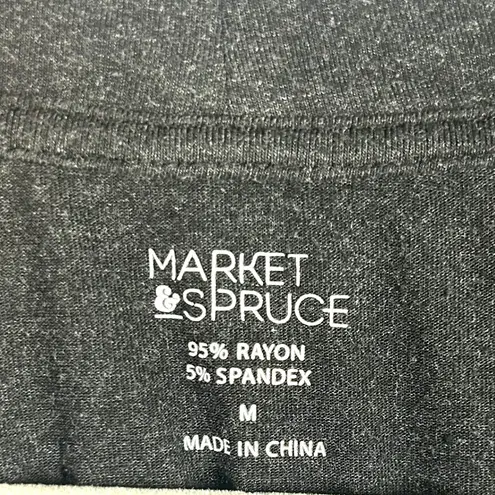 MARKET
&SPRUCE
95% RAYON
5% SPANDEX
M
MADE IN CHINA